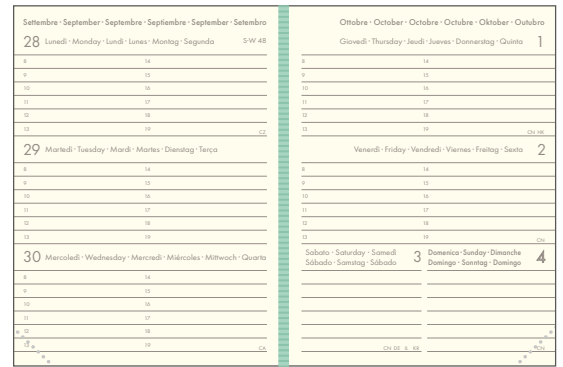 Settembre · September · Septembre · Septiembre · September · Setembro
28 Lunedì · Monday · Lundi · Lunes · Montag · Segunda S-W
8 14
9 15
10 16
11 17
12 18
13 19 CZ
29 Martedì · Tuesday · Mardi · Martes · Dienstag · Terça
8 14
9 15
10 16
11 17
12 18
13 19
30 Mercoledì · Wednesday · Mercredi · Miércoles · Mittwoch · Quarta
8 14
9 15
10 16
11 17
12 18
13 19 CA
Ottobre · October · Octobre · Octubre · Oktober · Outubro
Giovedì · Thursday · Jeudi · Jueves · Donnerstag · Quinta 1
8 14
9 15
10 16
11 17
12 18
13 19 CN HK
Venerdì · Friday · Vendredi · Viernes · Freitag · Sexta 2
8 14
9 15
10 16
11 17
12 18
13 19 CN
Sabato · Saturday · Samedi
Sábado · Samstag · Sábado 3
CN DE KR
Domenica · Sunday · Dimanche
Domingo · Sonntag · Domingo 4
CN